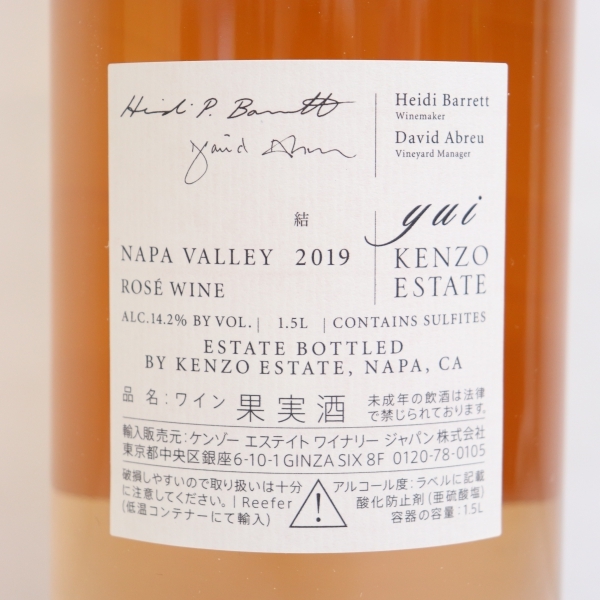 Heidi P. Barrett
David Abreu
Heidi Barrett
Winemaker
David Abreu
Vineyard Manager
結
yui
NAPA VALLEY 2019
ROSÉ WINE
KENZO
ESTATE
ALC.14.2% BY VOL. | 1.5L | CONTAINS SULFITES
ESTATE BOTTLED
BY KENZO ESTATE, NAPA, CA
品 名:ワイン 果実酒 未成年の飲酒は法律
で禁じられております。
輸入販売元:ケンゾー エステイト ワイナリー ジャパン株式会社
東京都中央区銀座6-10-1 GINZA SIX 8F 0120-78-0105
破損しやすいので取り扱いは十分
に注意してください。| Reefer
(低温コンテナーにて輸入)
!
アルコール度:ラベルに記載
酸化防止剤(亜硫酸塩)
容器の容量:1.5L